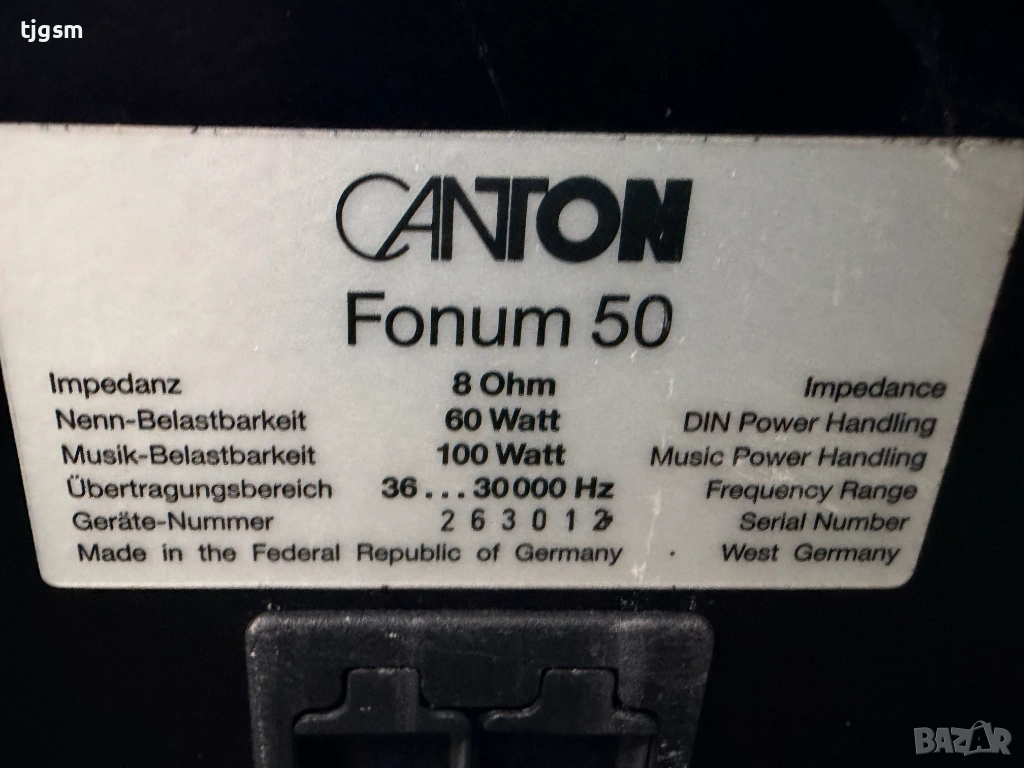 tjgsm
CANTON
Fonum 50
Impedanz 8 Ohm Impedance
Nenn-Belastbarkeit 60 Watt DIN Power Handling
Musik-Belastbarkeit 100 Watt Music Power Handling
Übertragungsbereich 36...30000 Hz Frequency Range
Geräte-Nummer 263012 Serial Number
Made in the Federal Republic of Germany · West Germany
BAZAR